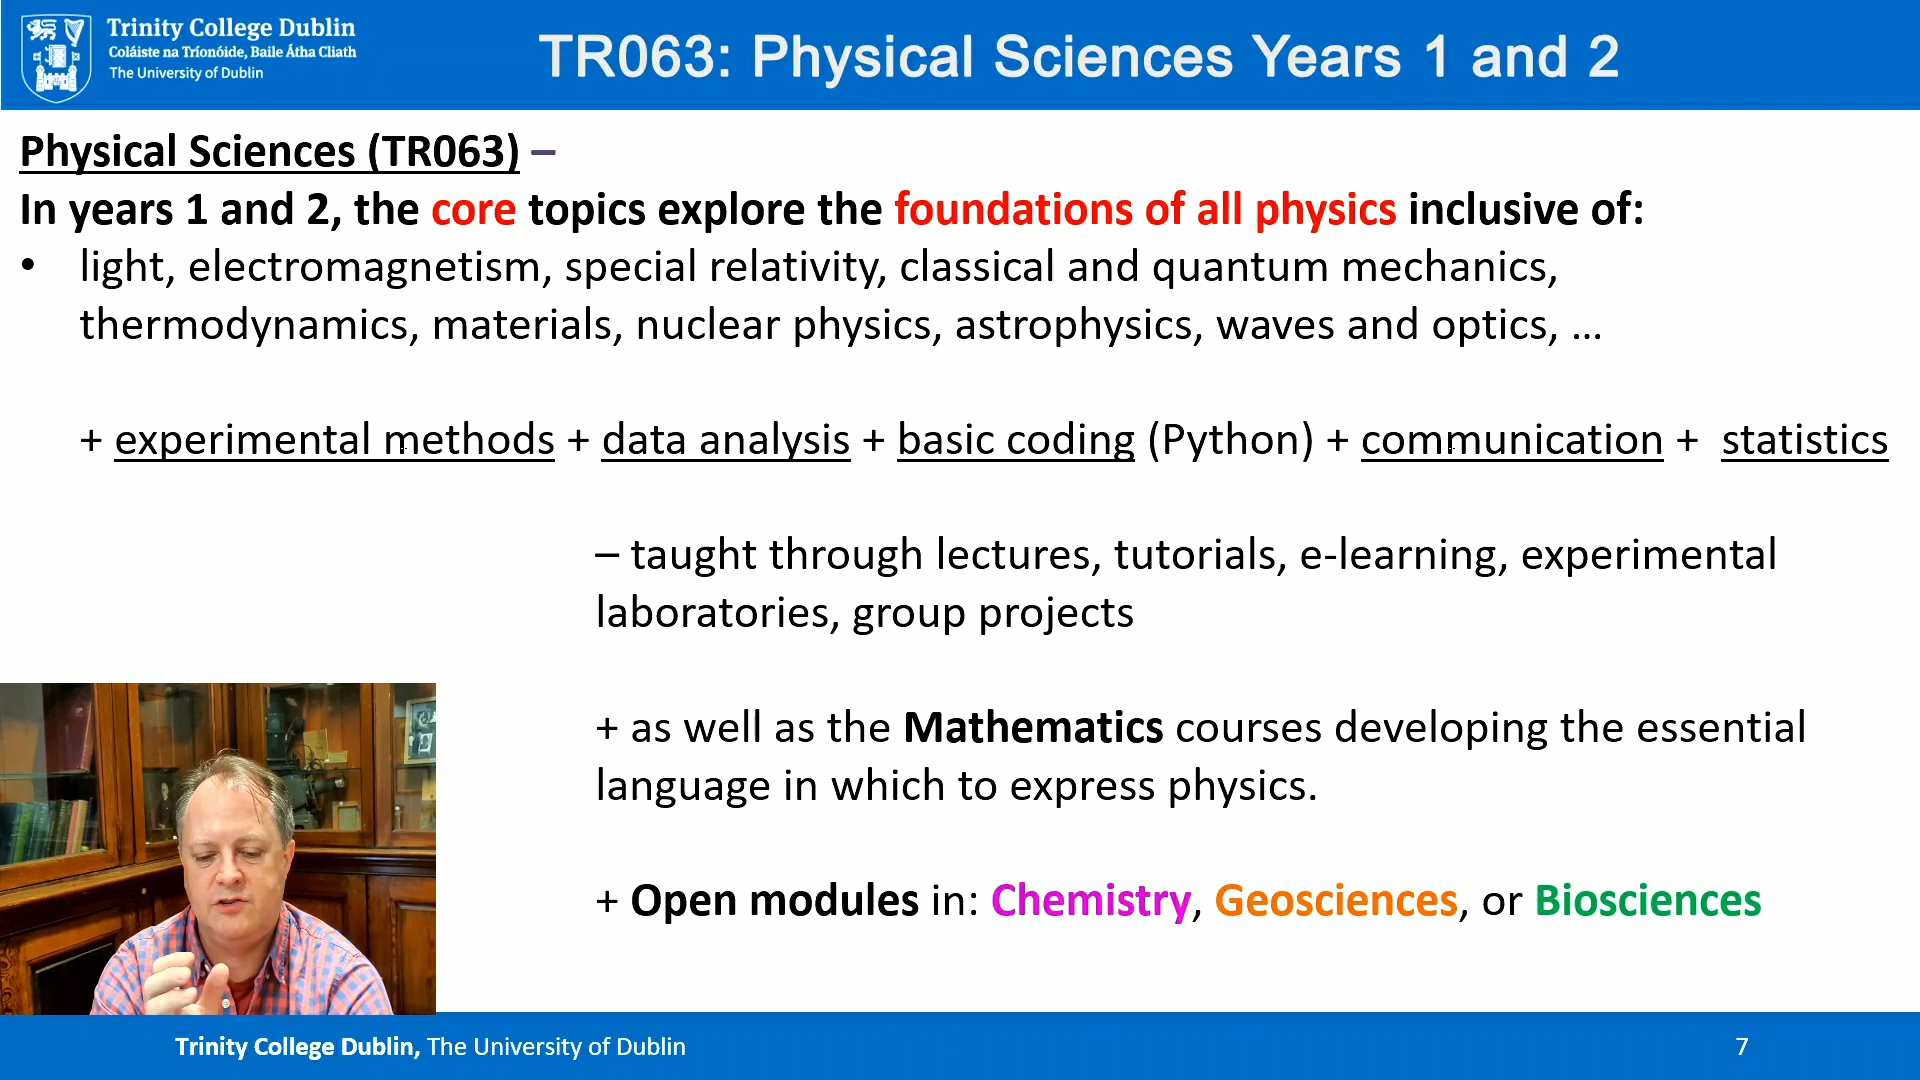 Trinity College Dublin
Coláiste na Tríonóide, Baile Átha Cliath
The University of Dublin
TR063: Physical Sciences Years 1 and 2
Physical Sciences (TR063) –
In years 1 and 2, the core topics explore the foundations of all physics inclusive of:
• light, electromagnetism, special relativity, classical and quantum mechanics,
thermodynamics, materials, nuclear physics, astrophysics, waves and optics, ...
+ experimental methods + data analysis + basic coding (Python) + communication + statistics
– taught through lectures, tutorials, e-learning, experimental
laboratories, group projects
+ as well as the Mathematics courses developing the essential
language in which to express physics.
+ Open modules in: Chemistry, Geosciences, or Biosciences
Trinity College Dublin, The University of Dublin
7